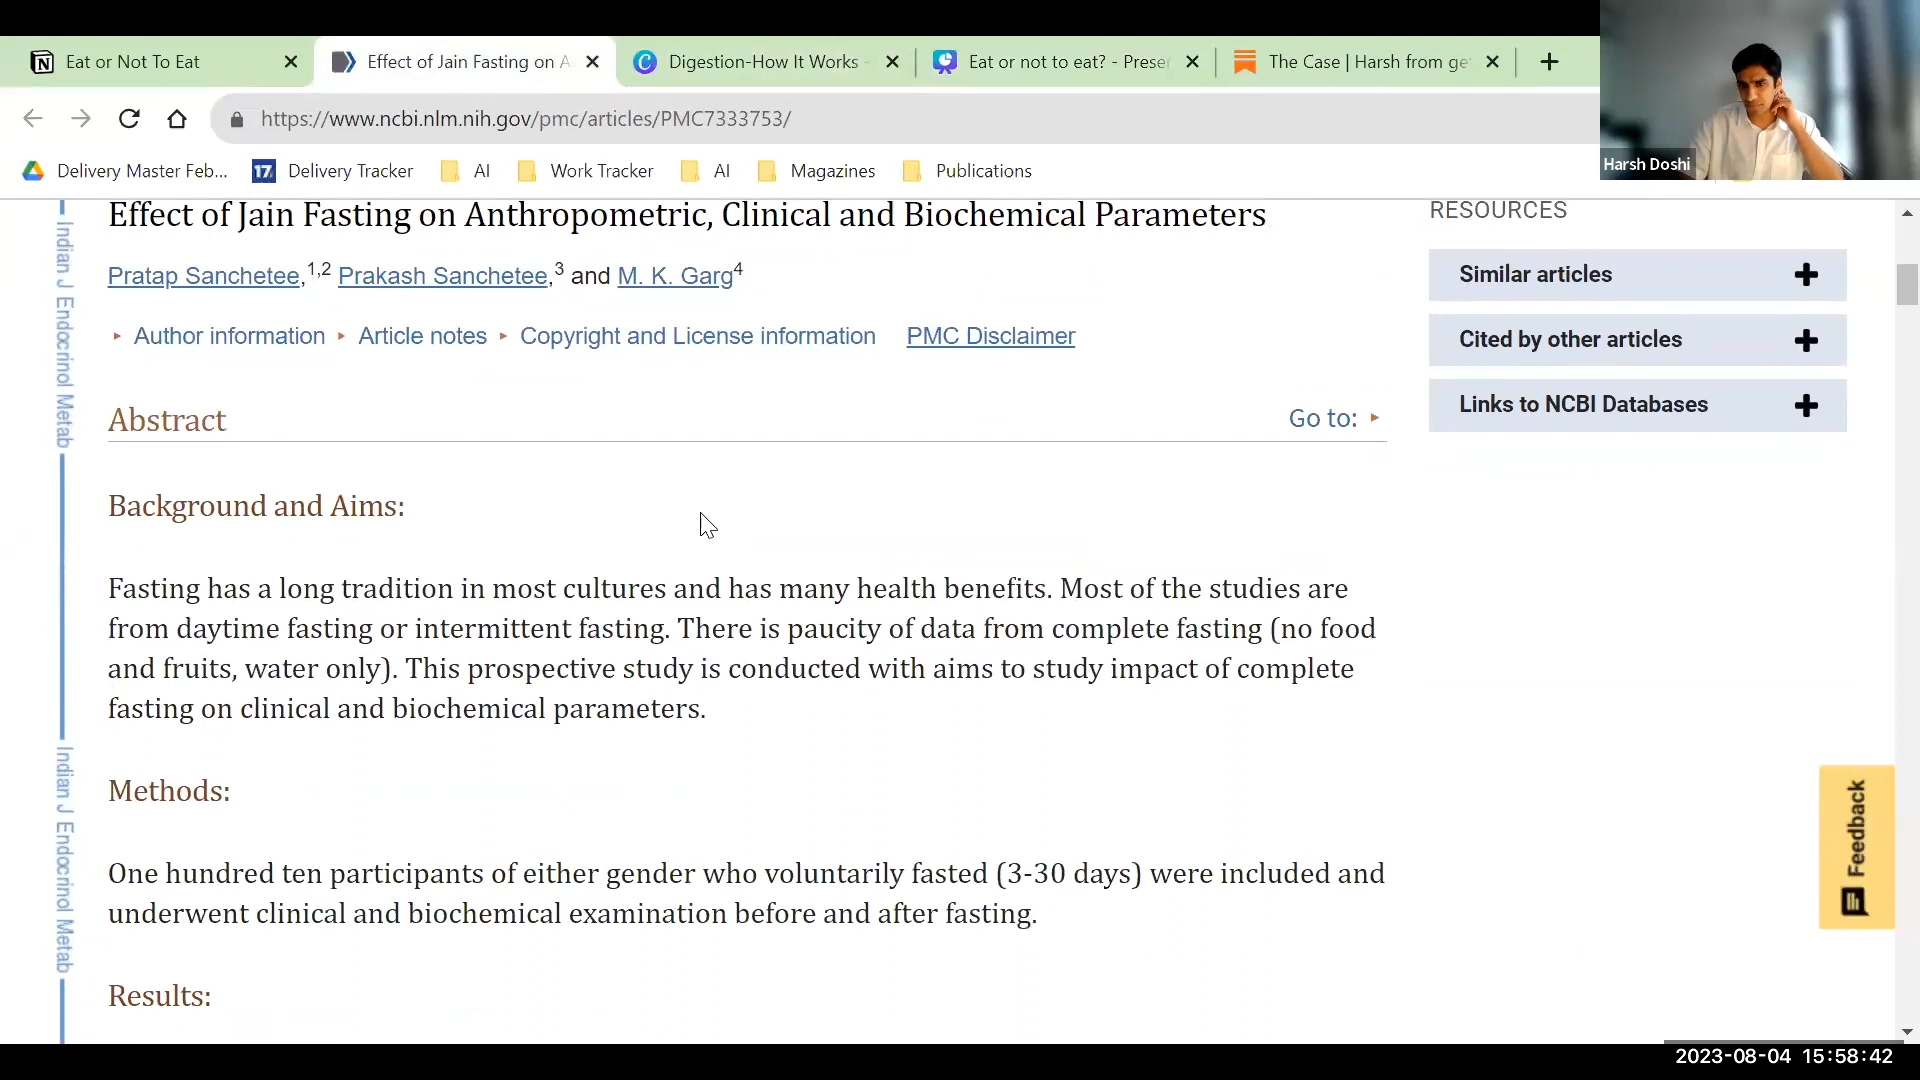 Eat or Not To Eat
Effect of Jain Fasting on A
Digestion-How It Works -
Eat or not to eat? - Preser
The Case | Harsh from ge
https://www.ncbi.nlm.nih.gov/pmc/articles/PMC7333753/
Harsh Doshi
Delivery Master Feb...
17
Delivery Tracker
AI
Work Tracker
AI
Magazines
Publications
Indian J Endocrinol Metab
Indian J Endocrinol Metab
Effect of Jain Fasting on Anthropometric, Clinical and Biochemical Parameters
Pratap Sanchetee,1,2 Prakash Sanchetee,3 and M. K. Garg4
Author information Article notes Copyright and License information PMC Disclaimer
Abstract
Go to:
Background and Aims:
Fasting has a long tradition in most cultures and has many health benefits. Most of the studies are
from daytime fasting or intermittent fasting. There is paucity of data from complete fasting (no food
and fruits, water only). This prospective study is conducted with aims to study impact of complete
fasting on clinical and biochemical parameters.
Methods:
One hundred ten participants of either gender who voluntarily fasted (3-30 days) were included and
underwent clinical and biochemical examination before and after fasting.
Results:
RESOURCES
Similar articles
Cited by other articles
Links to NCBI Databases
Feedback
2023-08-04 15:58:42